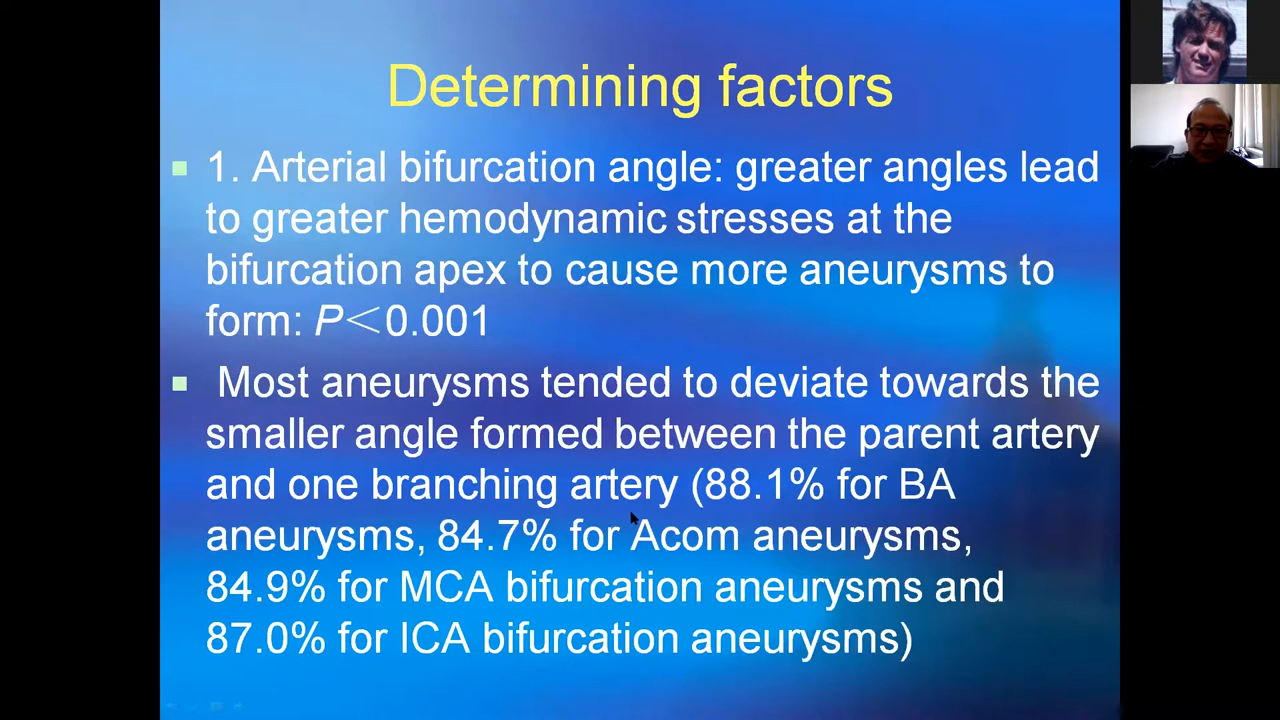 Determining factors
1. Arterial bifurcation angle: greater angles lead
to greater hemodynamic stresses at the
bifurcation apex to cause more aneurysms to
form: P＜0.001
Most aneurysms tended to deviate towards the
smaller angle formed between the parent artery
and one branching artery (88.1% for BA
aneurysms, 84.7% for Acom aneurysms,
84.9% for MCA bifurcation aneurysms and
87.0% for ICA bifurcation aneurysms)